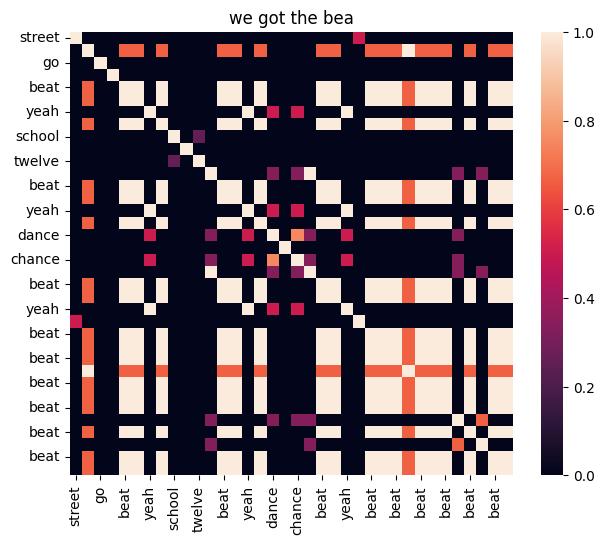 we got the bea
street
go
beat
yeah
school
twelve
beat
yeah
dance
chance
beat
yeah
beat
beat
beat
beat
beat
1.0
0.8
0.6
0.4
0.2
0.0
street
go
beat
yeah
school
twelve
beat
yeah
dance
chance
beat
yeah
beat
beat
beat
beat
beat
beat